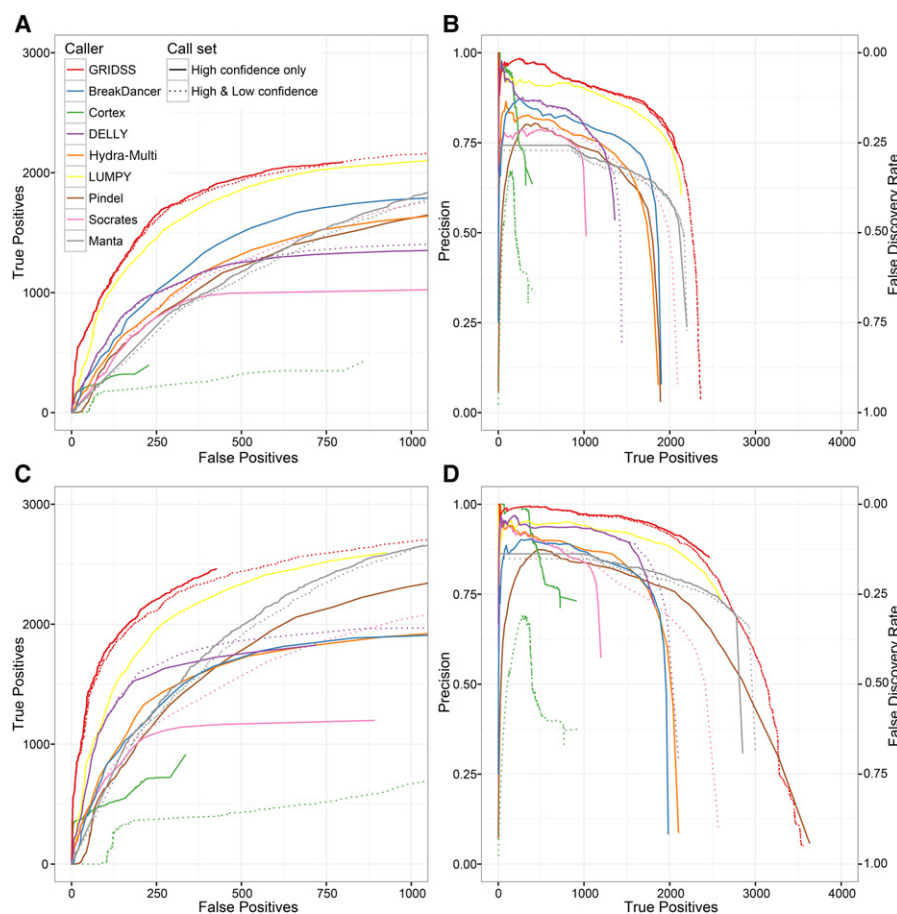 A
B
3000
2000
1000
0
True Positives
0
250
500
750
1000
False Positives
Caller
GRIDSS
BreakDancer
Cortex
DELLY
Hydra-Multi
LUMPY
Pindel
Socrates
Manta
Call set
High confidence only
High & Low confidence
1.00
0.75
0.50
0.25
0.00
Precision
0
1000
2000
3000
4000
True Positives
0.00
0.25
0.50
0.75
1.00
False Discovery Rate
C
D
3000
2000
1000
0
True Positives
0
250
500
750
1000
False Positives
1.00
0.75
0.50
0.25
0.00
Precision
0
1000
2000
3000
4000
True Positives
0.00
0.25
0.50
0.75
1.00
False Discovery Rate